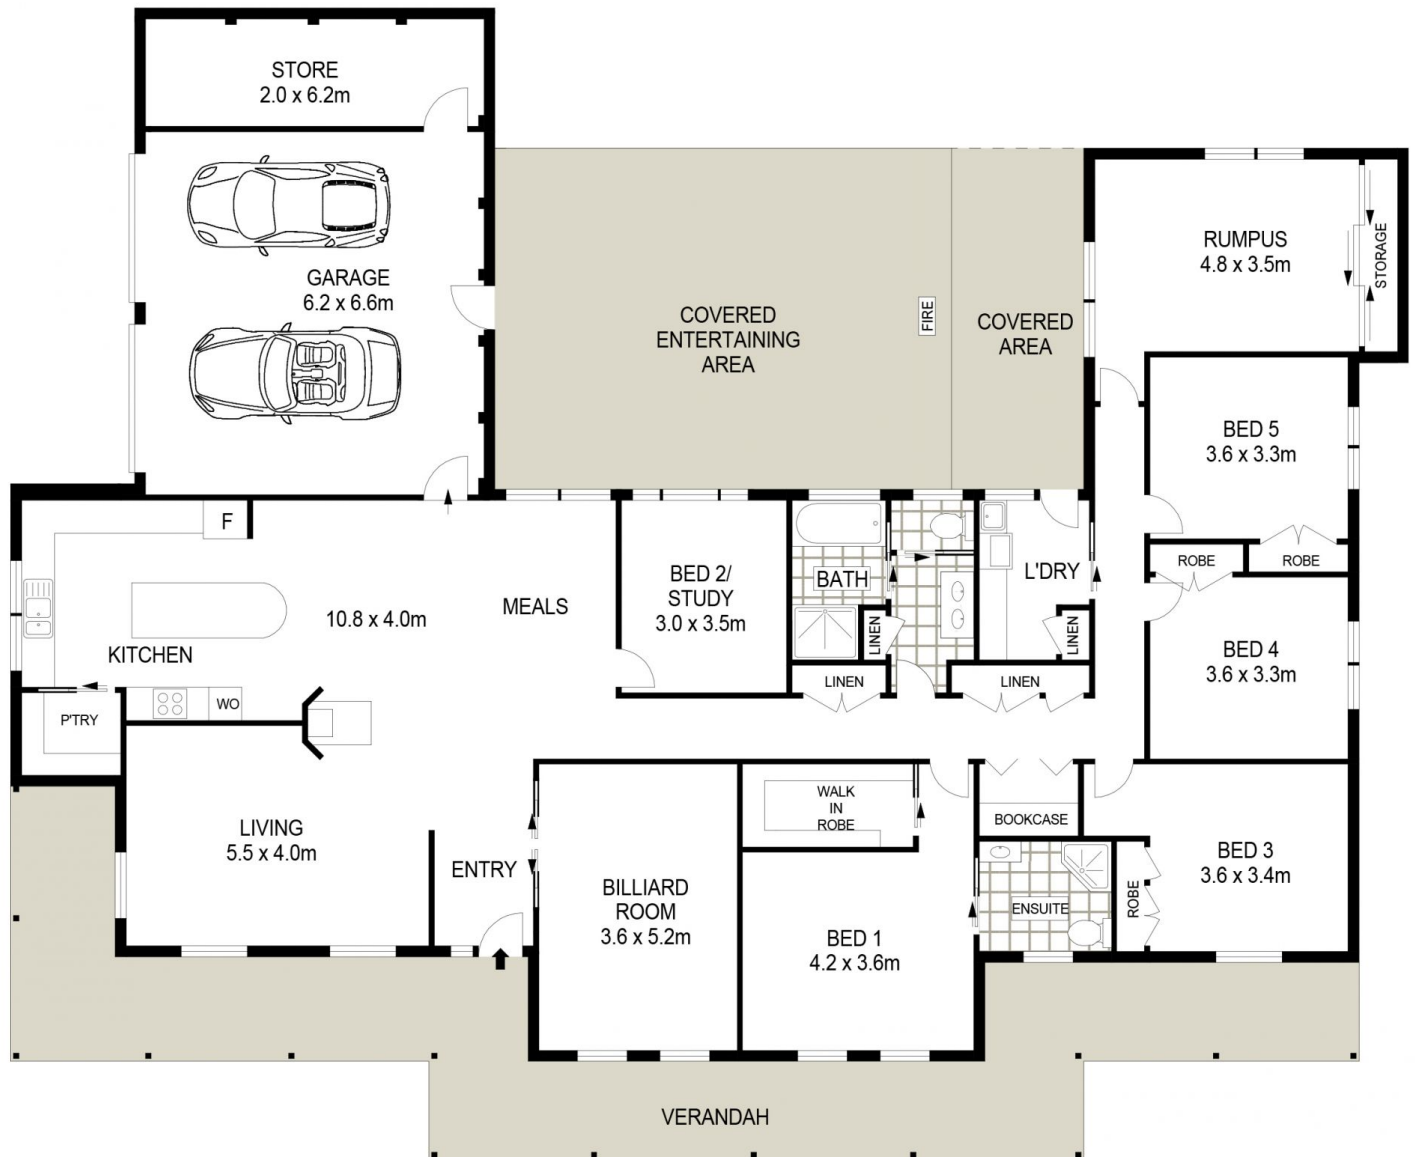 STORE
2.0 x 6.2m
GARAGE
6.2 x 6.6m
COVERED
ENTERTAINING
AREA
FIRE
COVERED
AREA
RUMPUS
4.8 x 3.5m
STORAGE
BED 5
3.6 x 3.3m
ROBE
ROBE
BED 4
3.6 x 3.3m
F
10.8 x 4.0m
MEALS
KITCHEN
WO
P'TRY
BED 2/
STUDY
3.0 x 3.5m
BATH
LINEN
L'DRY
LINEN
LINEN
LINEN
LIVING
5.5 x 4.0m
ENTRY
BILLIARD
ROOM
3.6 x 5.2m
WALK
IN
ROBE
BED 1
4.2 x 3.6m
BOOKCASE
ENSUITE
ROBE
BED 3
3.6 x 3.4m
VERANDAH